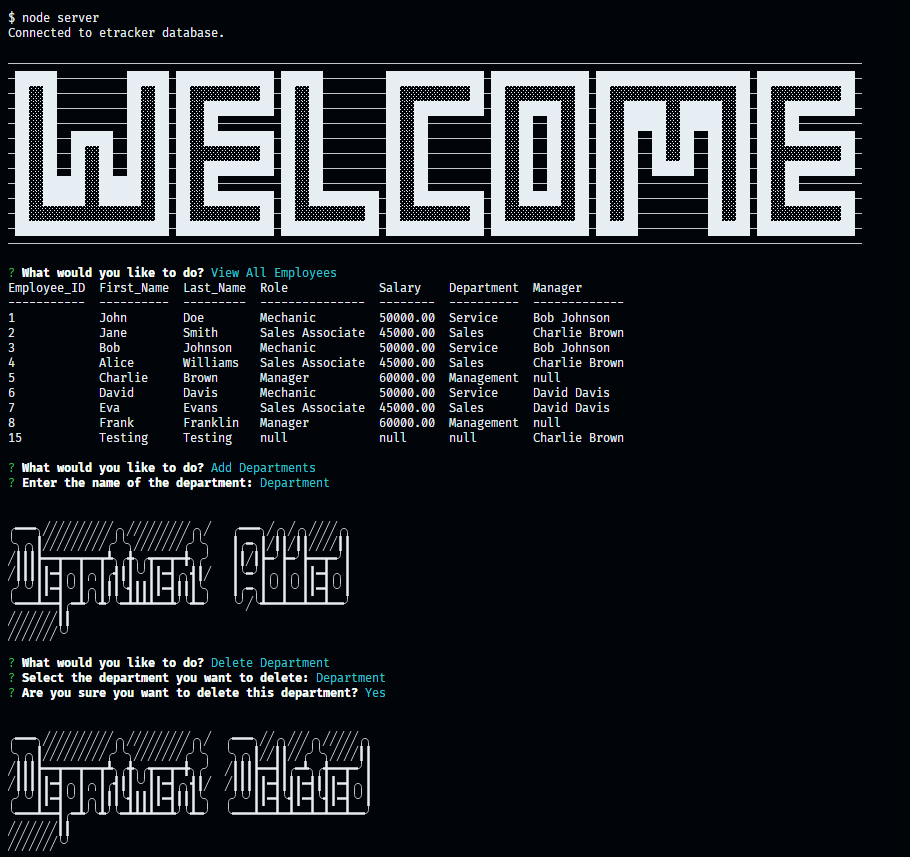 $ node server
Connected to etracker database.
WELCOME
? What would you like to do? View All Employees
Employee_ID  First_Name  Last_Name  Role             Salary    Department  Manager
-----------  ----------  ---------  ---------------  --------  ----------  -------------
1            John        Doe        Mechanic         50000.00  Service     Bob Johnson
2            Jane        Smith      Sales Associate  45000.00  Sales       Charlie Brown
3            Bob         Johnson    Mechanic         50000.00  Service     Bob Johnson
4            Alice       Williams   Sales Associate  45000.00  Sales       Charlie Brown
5            Charlie     Brown      Manager          60000.00  Management  null
6            David       Davis      Mechanic         50000.00  Service     David Davis
7            Eva         Evans      Sales Associate  45000.00  Sales       David Davis
8            Frank       Franklin   Manager          60000.00  Management  null
15           Testing     Testing    null             null      null        Charlie Brown
? What would you like to do? Add Departments
? Enter the name of the department: Department
Department Added
? What would you like to do? Delete Department
? Select the department you want to delete: Department
? Are you sure you want to delete this department? Yes
Department Deleted